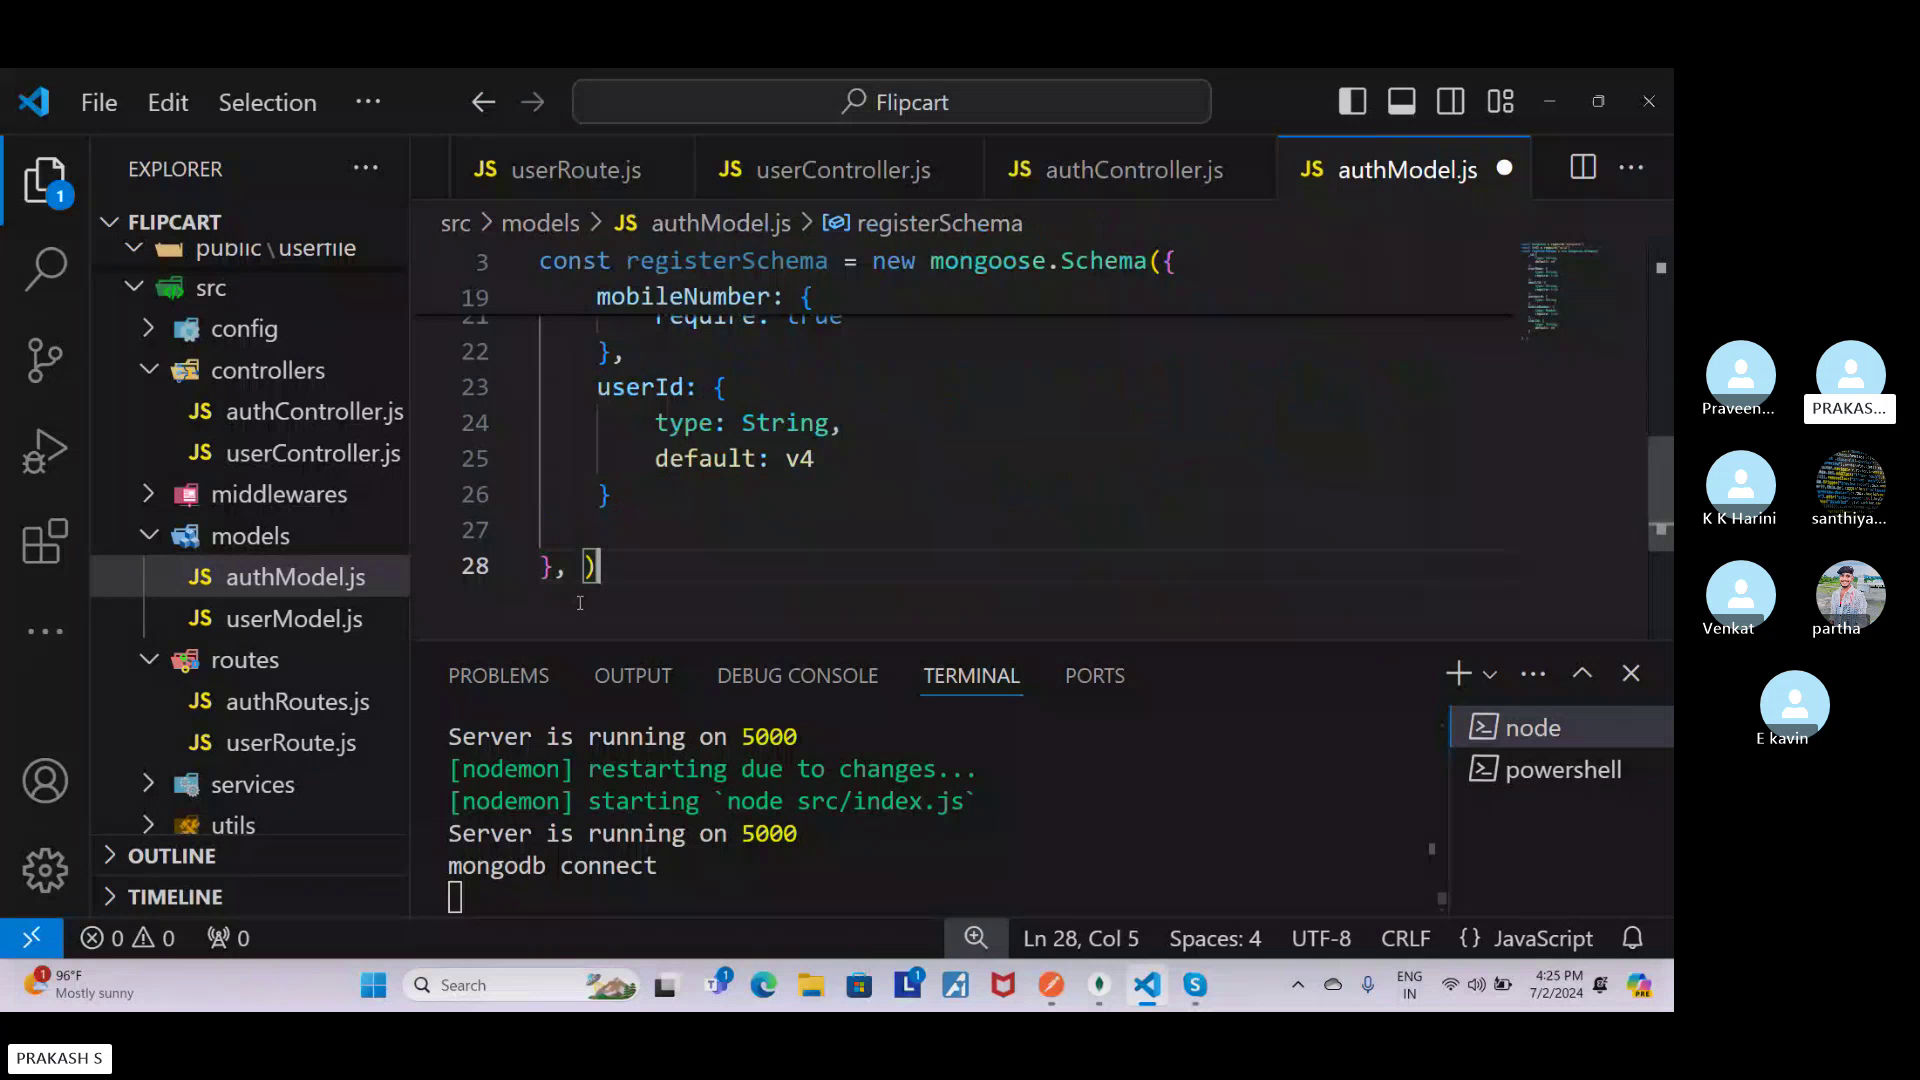 File Edit Selection ··· Flipcart
EXPLORER ···
JS userRoute.js JS userController.js JS authController.js JS authModel.js ···
FLIPCART
public \ userfile
src
config
controllers
JS authController.js
JS userController.js
middlewares
models
JS authModel.js
JS userModel.js
routes
JS authRoutes.js
JS userRoute.js
services
utils
OUTLINE
TIMELINE
1
src > models > JS authModel.js > registerSchema
3 const registerSchema = new mongoose.Schema({
19 mobileNumber: {
21 require: true
22 },
23 userId: {
24 type: String,
25 default: v4
26 }
27
28 }, )
PROBLEMS OUTPUT DEBUG CONSOLE TERMINAL PORTS
Server is running on 5000
[nodemon] restarting due to changes...
[nodemon] starting `node src/index.js`
Server is running on 5000
mongodb connect
node
powershell
0 0 0 Ln 28, Col 5 Spaces: 4 UTF-8 CRLF {} JavaScript
1 96°F
Mostly sunny
Search
1
1
ENG
IN
4:25 PM
7/2/2024
PRE
Praveen...
PRAKAS...
K K Harini
santhiya...
Venkat
partha
E kavin
PRAKASH S